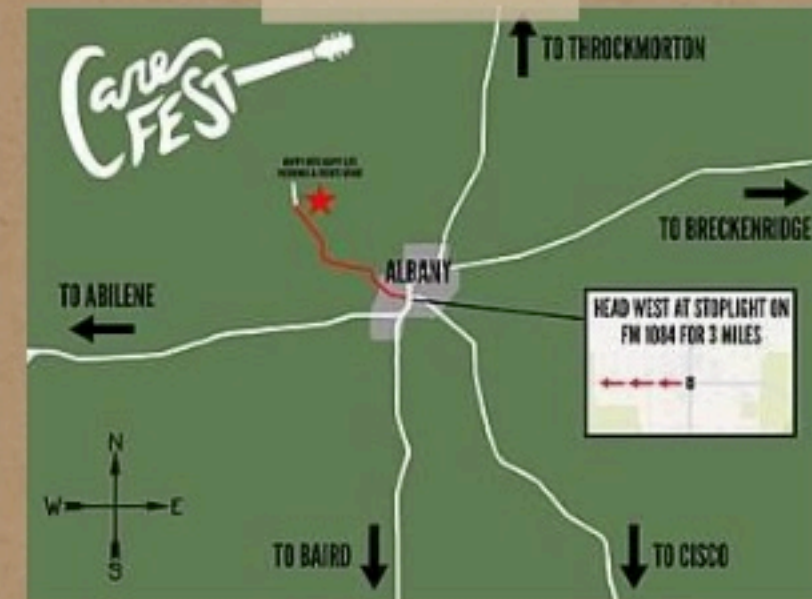 Care
FEST
TO THROCKMORTON
TO BRECKENRIDGE
ALBANY
TO ABILENE
HEAD WEST AT STOPLIGHT ON
FM 1084 FOR 3 MILES
N
W
E
S
TO BAIRD
TO CISCO